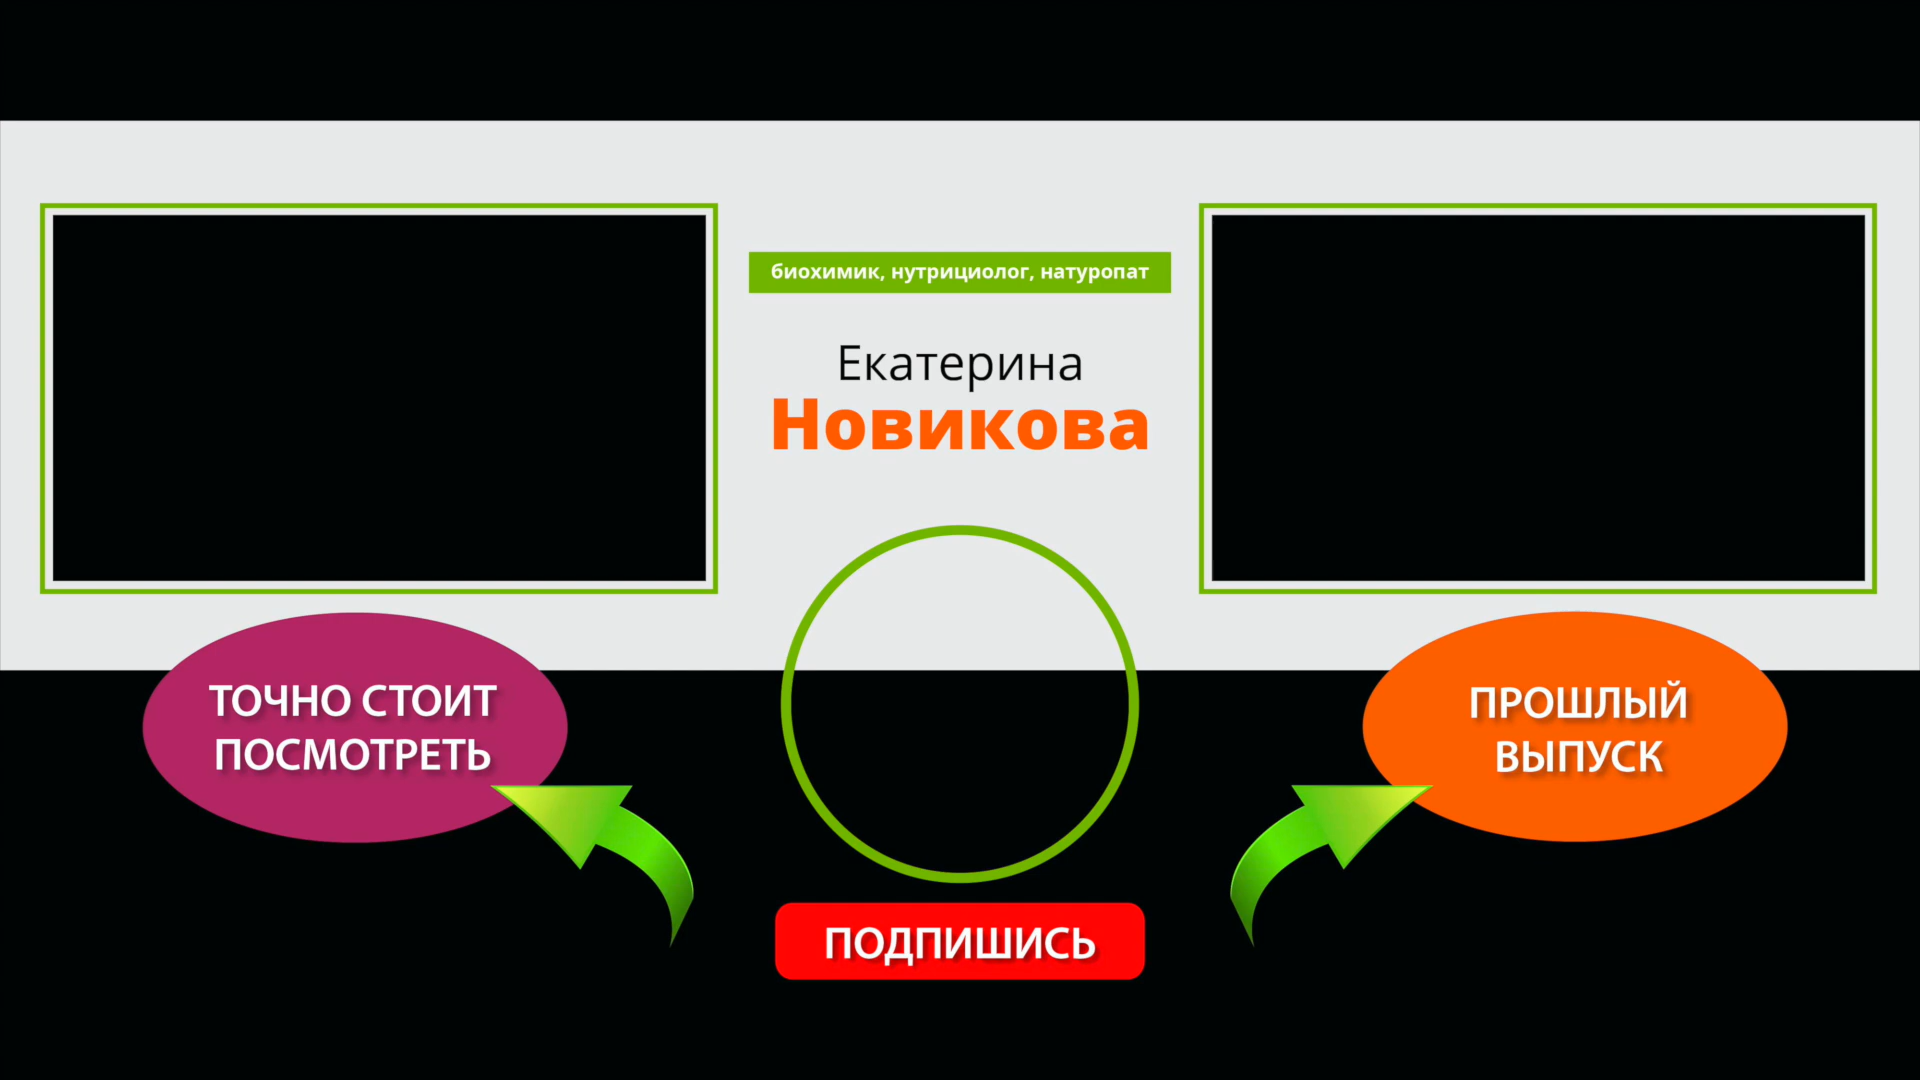 биохимик, нутрициолог, натуропат
Екатерина
Новикова
ТОЧНО СТОИТ
ПОСМОТРЕТЬ
ПРОШЛЫЙ
ВЫПУСК
ПОДПИШИСЬ